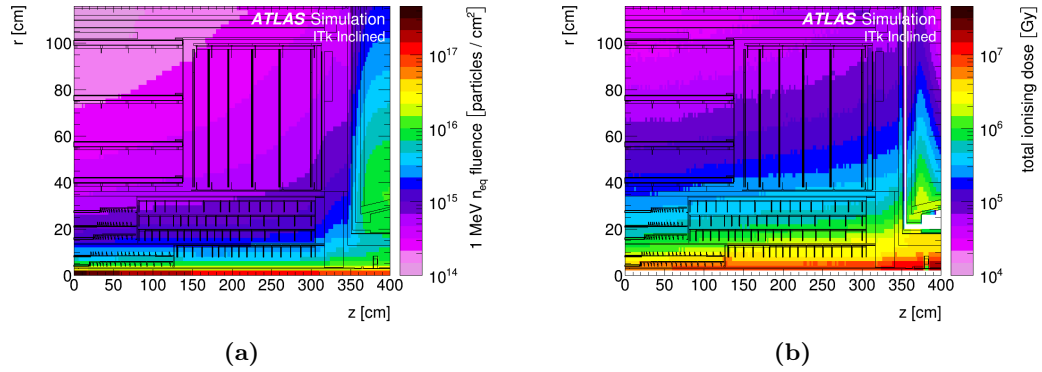 r [cm]
100
80
60
40
20
0
0 50 100 150 200 250 300 350 400
z [cm]
ATLAS Simulation
ITk Inclined
10^17
10^16
10^15
10^14
1 MeV n_eq fluence [particles / cm^2]
(a)
r [cm]
100
80
60
40
20
0
0 50 100 150 200 250 300 350 400
z [cm]
ATLAS Simulation
ITk Inclined
10^7
10^6
10^5
10^4
total ionising dose [Gy]
(b)